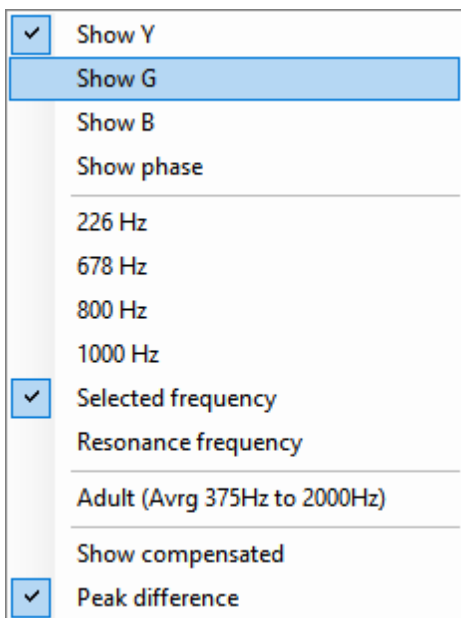 Show Y
Show G
Show B
Show phase
226 Hz
678 Hz
800 Hz
1000 Hz
Selected frequency
Resonance frequency
Adult (Avrg 375Hz to 2000Hz)
Show compensated
Peak difference